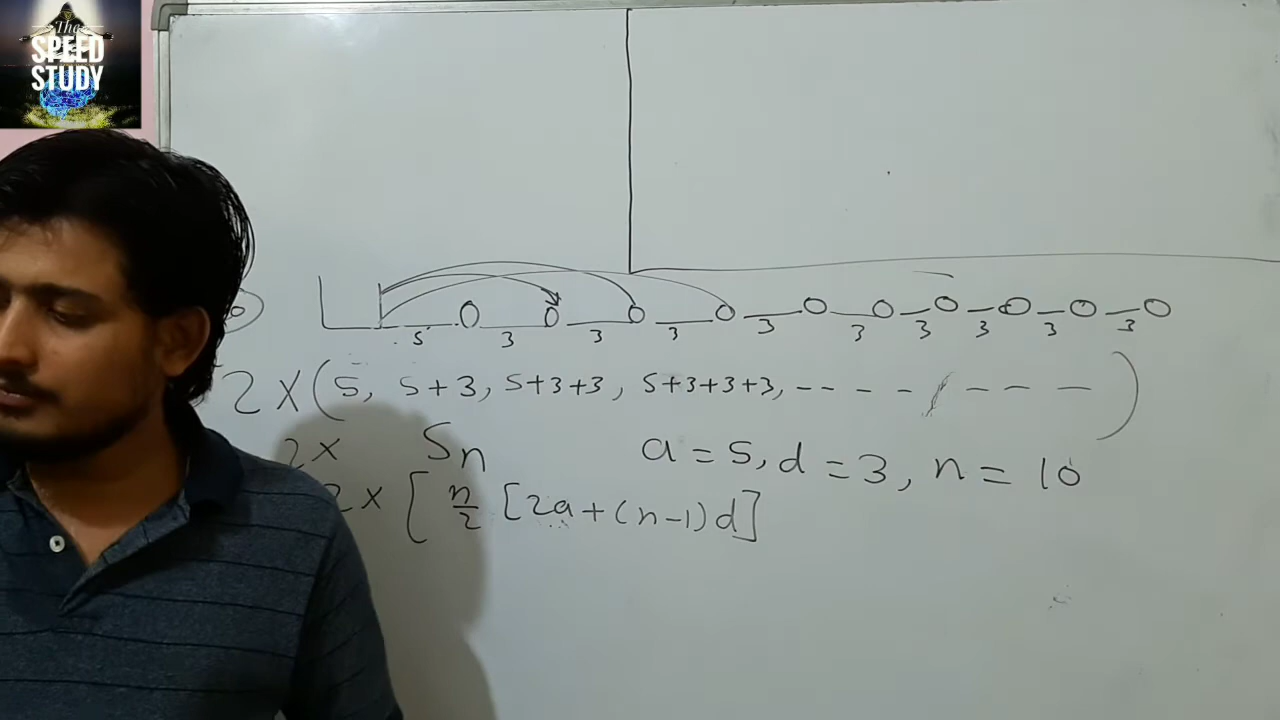 The
SPEED
STUDY
5 3 3 3 3 3 3 3 3 3
2 × (5, 5+3, 5+3+3, 5+3+3+3, ---- / --- )
2 × Sn a = 5, d = 3, n = 10
2 × [ n/2 [2a + (n-1)d]